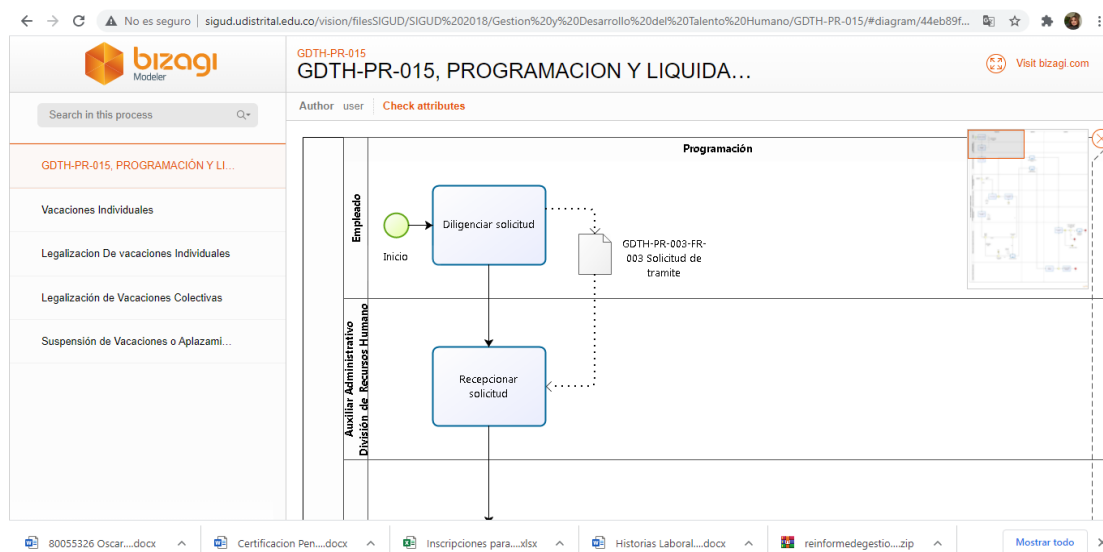 No es seguro | sigud.udistrital.edu.co/vision/filesSIGUD/SIGUD%202018/Gestion%20y%20Desarrollo%20del%20Talento%20Humano/GDTH-PR-015/#diagram/44eb89f...
bizagi
Modeler
GDTH-PR-015
GDTH-PR-015, PROGRAMACION Y LIQUIDA...
Visit bizagi.com
Search in this process
Author user
Check attributes
GDTH-PR-015, PROGRAMACIÓN Y LI...
Vacaciones Individuales
Legalizacion De vacaciones Individuales
Legalización de Vacaciones Colectivas
Suspensión de Vacaciones o Aplazami...
Programación
Empleado
Inicio
Diligenciar solicitud
GDTH-PR-003-FR-
003 Solicitud de
tramite
Auxiliar Administrativo
División de Recursos Humano
Recepcionar
solicitud
80055326 Oscar....docx
Certificacion Pen....docx
Inscripciones para....xlsx
Historias Laboral....docx
reinformedegestio....zip
Mostrar todo